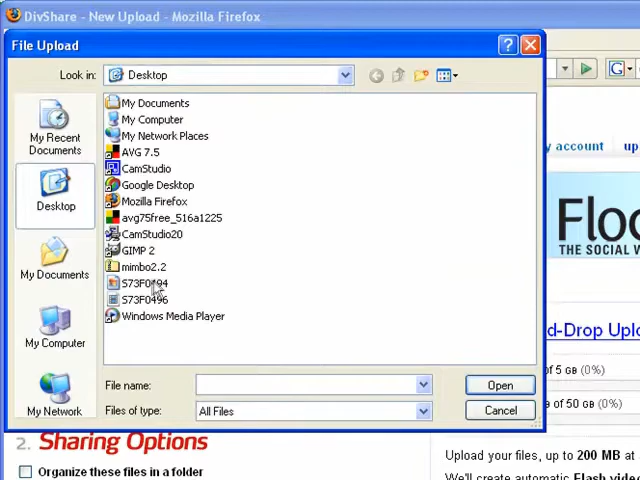 DivShare - New Upload - Mozilla Firefox
File Upload
Look in:
Desktop
My Recent
Documents
Desktop
My Documents
My Computer
My Network
My Documents
My Computer
My Network Places
AVG 7.5
CamStudio
Google Desktop
Mozilla Firefox
avg75free_516a1225
CamStudio20
GIMP 2
mimbo2.2
S73F0494
S73F0496
Windows Media Player
File name:
Open
Files of type:
All Files
Cancel
G
y account
up
Floc
THE SOCIAL W
d-Drop Uplo
of 5 GB (0%)
of 50 GB (0%)
2. Sharing Options
Organize these files in a folder
Upload your files, up to 200 MB at
We'll create automatic Flash video